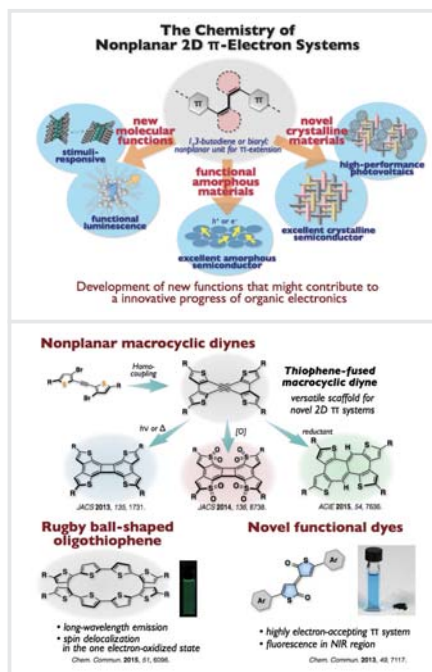 The Chemistry of
Nonplanar 2D π-Electron Systems
π
π
new
molecular
functions
novel
crystalline
materials
1,3-butadiene or biaryl:
nonplanar unit for π-extension
stimuli-
responsive
high-performance
photovoltaics
functional
amorphous
materials
functional
luminescence
h+ or e-
excellent crystalline
semiconductor
excellent amorphous
semiconductor
Development of new functions that might contribute to
a innovative progress of organic electronics
Nonplanar macrocyclic diynes
Homo-
coupling
Thiophene-fused
macrocyclic diyne
versatile scaffold for
novel 2D π systems
hν or Δ
[O]
reductant
JACS 2013, 135, 1731.
JACS 2014, 136, 8738.
ACIE 2015, 54, 7636.
Rugby ball-shaped
oligothiophene
Novel functional dyes
• long-wavelength emission
• spin delocalization
in the one electron-oxidized state
Chem. Commun. 2015, 51, 6096.
• highly electron-accepting π system
• fluorescence in NIR region
Chem. Commun. 2013, 49, 7117.